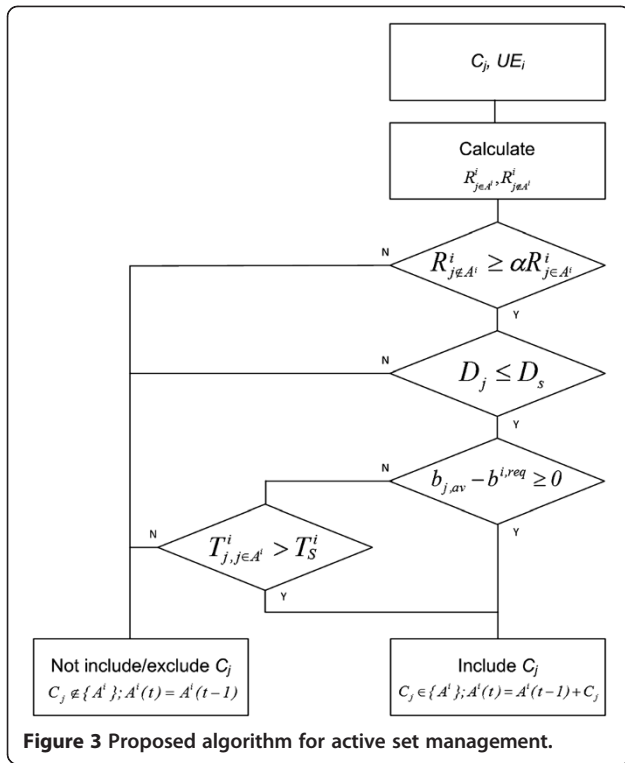 C_j, UE_i
Calculate
R^i_{j∈A^i}, R^i_{j∉A^i}
N
R^i_{j∉A^i} ≥ αR^i_{j∈A^i}
Y
N
D_j ≤ D_s
Y
N
b_{j,av} − b^{i,req} ≥ 0
Y
N
T^i_{j,j∈A^i} > T^i_S
Y
Not include/exclude C_j
C_j ∉ {A^i}; A^i(t) = A^i(t−1)
Include C_j
C_j ∈ {A^i}; A^i(t) = A^i(t−1) + C_j
Figure 3 Proposed algorithm for active set management.